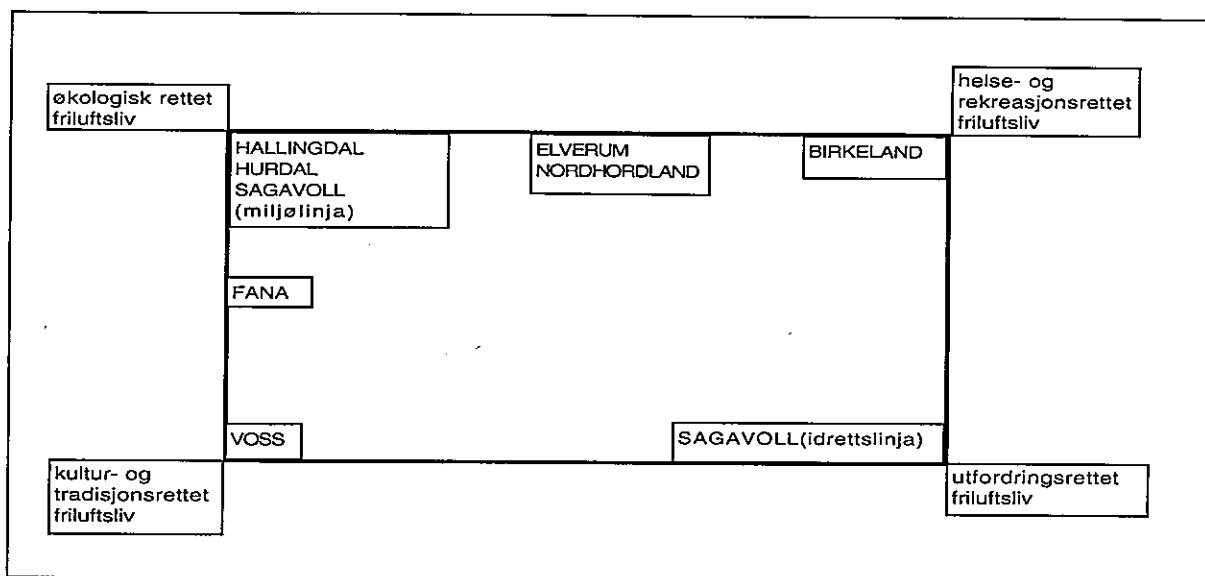 økologisk rettet
friluftsliv
helse- og
rekreasjonsrettet
friluftsliv
HALLINGDAL
HURDAL
SAGAVOLL
(miljølinja)
ELVERUM
NORDHORDLAND
BIRKELAND
FANA
VOSS
SAGAVOLL(idrettslinja)
kultur- og
tradisjonsrettet
friluftsliv
utfordringsrettet
friluftsliv